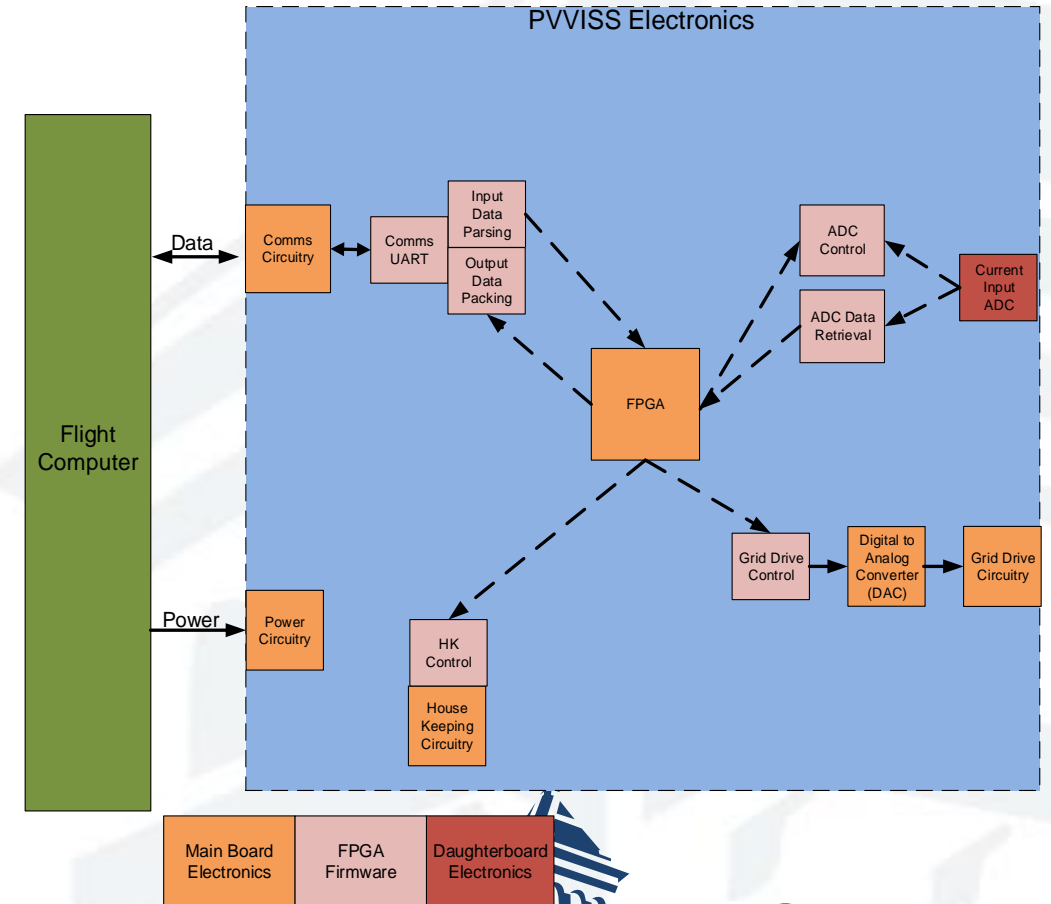 PVVISS Electronics
Flight
Computer
Data
Comms
Circuitry
Comms
UART
Input
Data
Parsing
Output
Data
Packing
ADC
Control
ADC Data
Retrieval
Current
Input
ADC
FPGA
Grid Drive
Control
Digital to
Analog
Converter
(DAC)
Grid Drive
Circuitry
Power
Power
Circuitry
HK
Control
House
Keeping
Circuitry
Main Board
Electronics
FPGA
Firmware
Daughterboard
Electronics